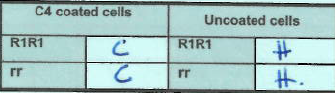 C4 coated cells Uncoated cells
R1R1 C R1R1 H
rr C rr H.